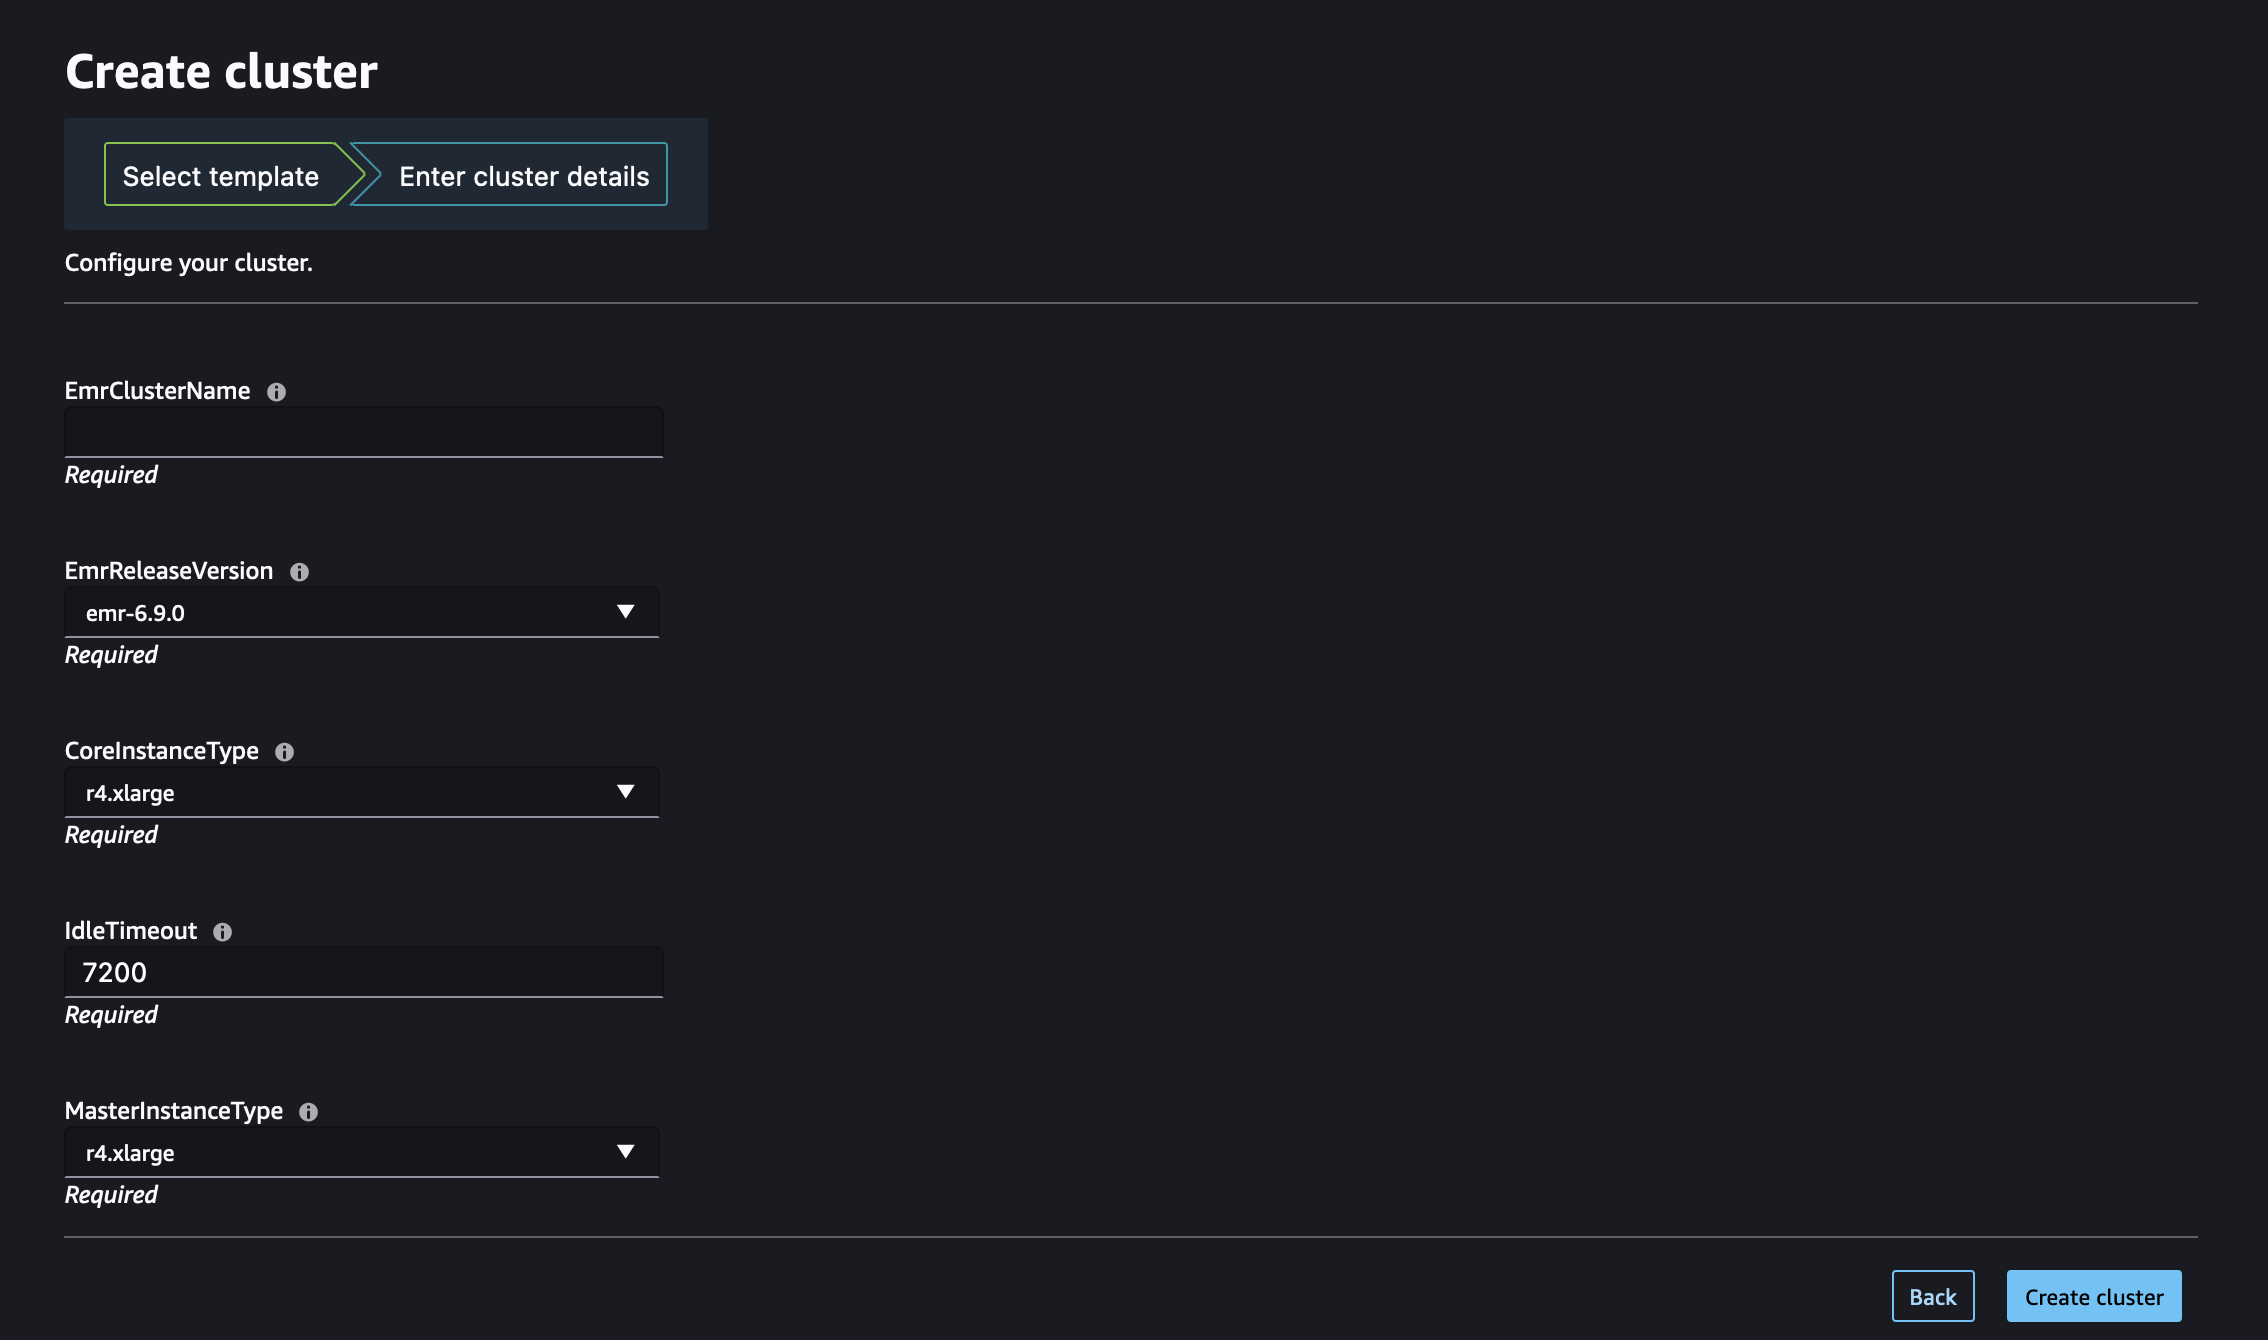 Create cluster
Select template
Enter cluster details
Configure your cluster.
EmrClusterName
Required
EmrReleaseVersion
emr-6.9.0
Required
CoreInstanceType
r4.xlarge
Required
IdleTimeout
7200
Required
MasterInstanceType
r4.xlarge
Required
Back
Create cluster